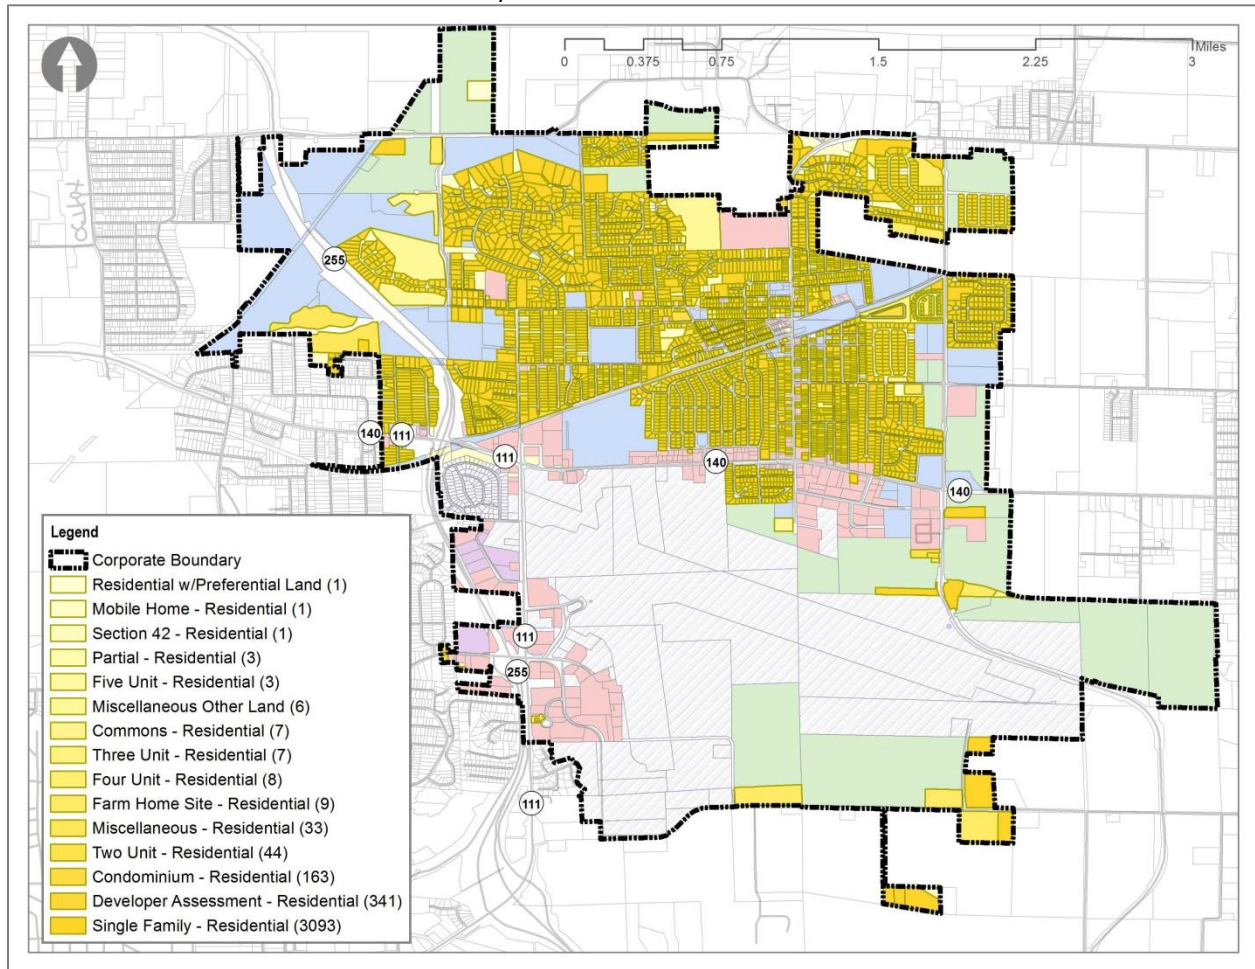 Miles
0 0.375 0.75 1.5 2.25 3
255
140
111
111
140
140
111
255
111
Legend
Corporate Boundary
Residential w/Preferential Land (1)
Mobile Home - Residential (1)
Section 42 - Residential (1)
Partial - Residential (3)
Five Unit - Residential (3)
Miscellaneous Other Land (6)
Commons - Residential (7)
Three Unit - Residential (7)
Four Unit - Residential (8)
Farm Home Site - Residential (9)
Miscellaneous - Residential (33)
Two Unit - Residential (44)
Condominium - Residential (163)
Developer Assessment - Residential (341)
Single Family - Residential (3093)